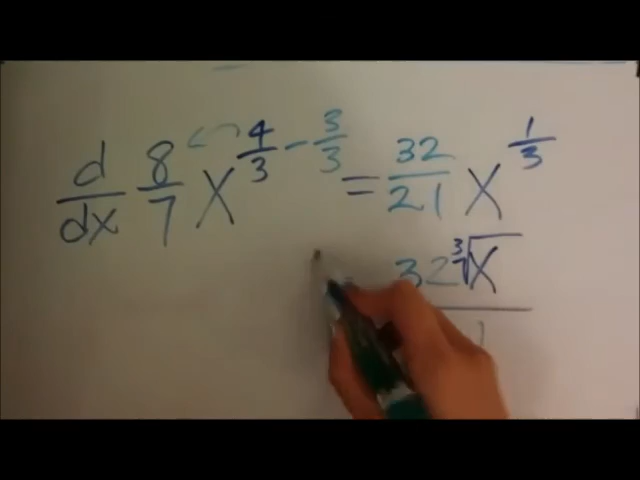 d/dx 8/7 x^(4/3 - 3/3) = 32/21 x^(1/3)
32 ∛x